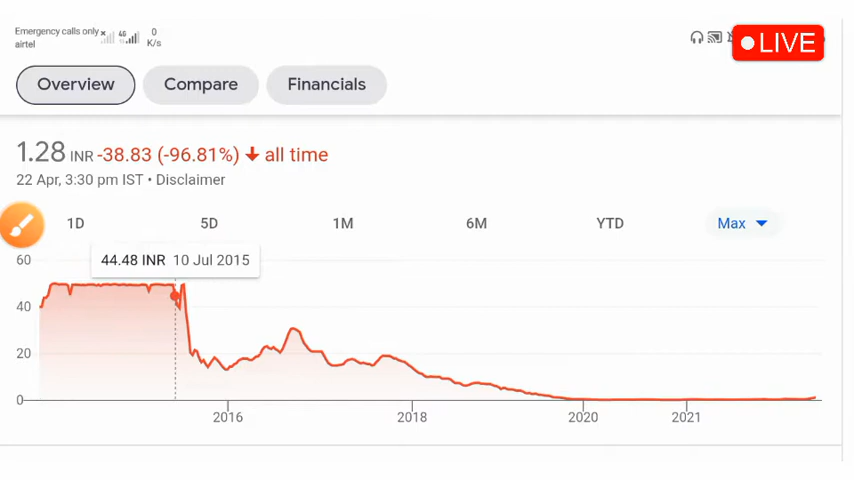 Emergency calls only
airtel
4G
0
K/s
LIVE
Overview
Compare
Financials
1.28 INR -38.83 (-96.81%) all time
22 Apr, 3:30 pm IST • Disclaimer
1D
5D
1M
6M
YTD
Max
44.48 INR 10 Jul 2015
60
40
20
0
2016
2018
2020
2021